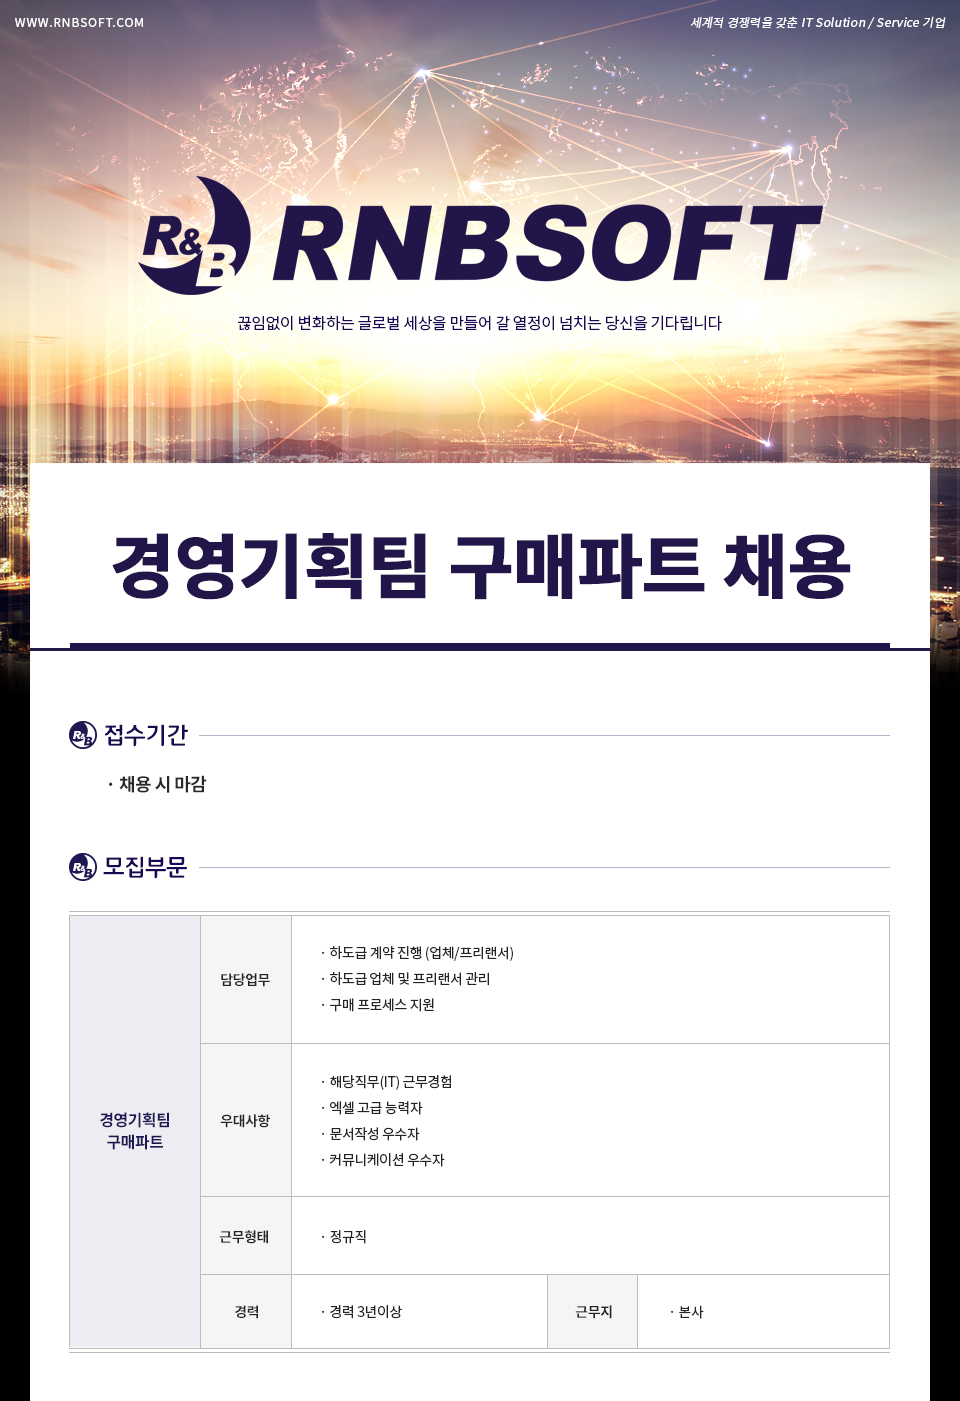 WWW.RNBSOFT.COM
세계적 경쟁력을 갖춘 IT Solution / Service 기업
R&B RNBSOFT
끊임없이 변화하는 글로벌 세상을 만들어 갈 열정이 넘치는 당신을 기다립니다
경영기획팀 구매파트 채용
R&B 접수기간
· 채용 시 마감
R&B 모집부문
담당업무
· 하도급 계약 진행 (업체/프리랜서)
· 하도급 업체 및 프리랜서 관리
· 구매 프로세스 지원
경영기획팀
구매파트
우대사항
· 해당직무(IT) 근무경험
· 엑셀 고급 능력자
· 문서작성 우수자
· 커뮤니케이션 우수자
근무형태
· 정규직
경력
· 경력 3년이상
근무지
· 본사